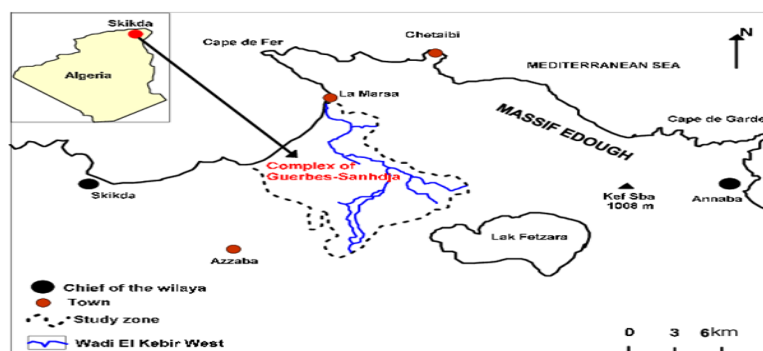 Skikda
Algeria
Cape de Fer
Chetaibi
N
MEDITERRANEAN SEA
La Marsa
Cape de Garde
MASSIF EDOUGH
Complex of
Guerbes-Sanhdja
Skikda
Kef Sba
1008 m
Annaba
Lak Fetzara
Azzaba
Chief of the wilaya
Town
Study zone
Wadi El Kebir West
0 3 6km